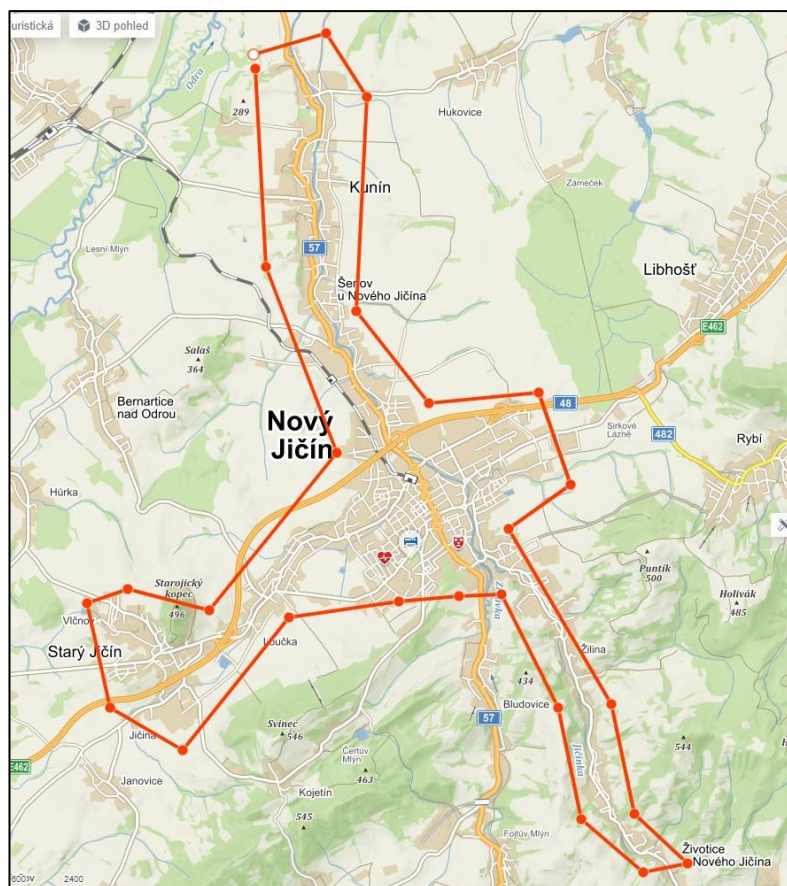 uristická
3D pohled
Odra
289
Hukovice
Kunín
Zámeček
Lesní Mlýn
57
Libhošť
Šenov
u Nového Jičína
E462
Salaš
364
48
Bernartice
nad Odrou
Nový
Jičín
Sirkové
Lázně
482
Rybí
Hůrka
Puntík
500
Starojický
kopec
496
Holivák
485
Vlčnov
Loučka
Starý Jičín
Žilina
434
Bludovice
57
Svinec
546
Jičina
Čertův
Mlýn
463
Jičínka
544
E462
Janovice
Kojetín
545
Fojtův Mlýn
Životice
Nového Jičína
2400